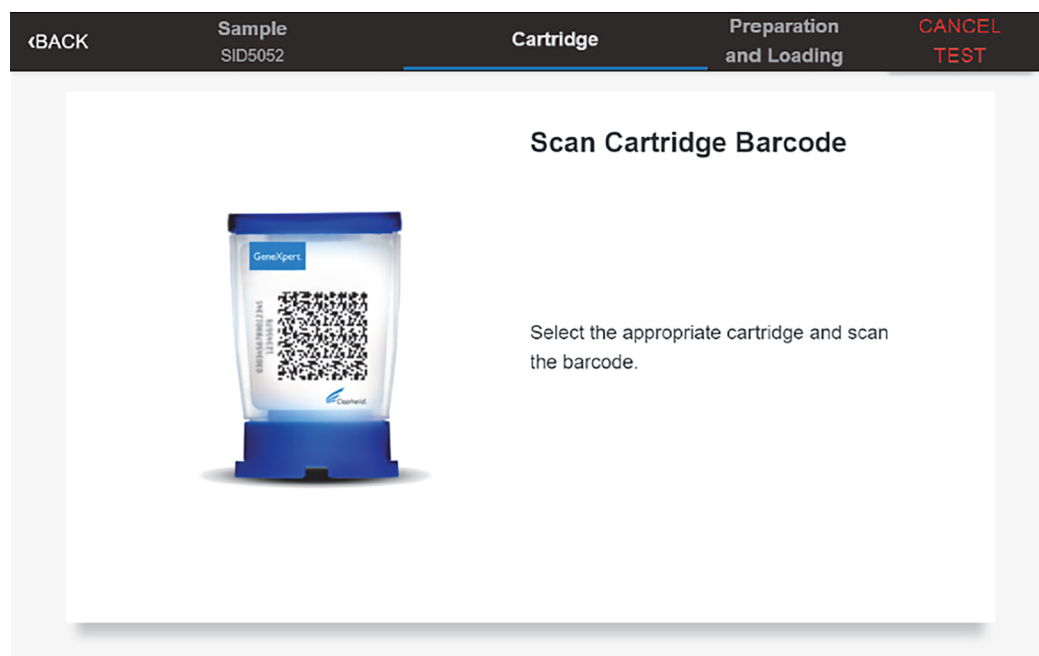 ‹BACK
Sample
SID5052
Cartridge
Preparation
and Loading
CANCEL
TEST
Scan Cartridge Barcode
GeneXpert
Cepheid.
Select the appropriate cartridge and scan
the barcode.